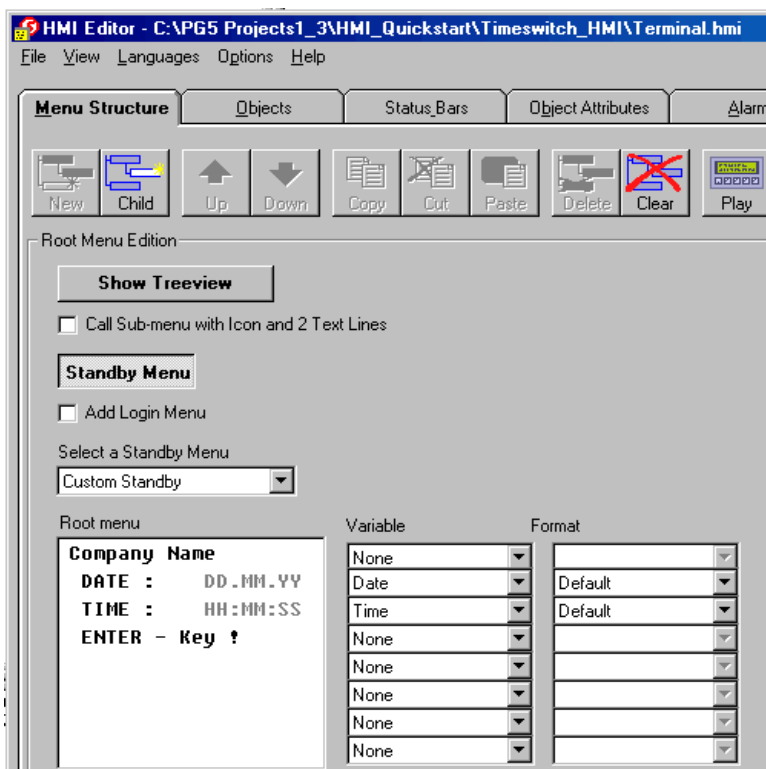 HMI Editor - C:\PG5 Projects1_3\HMI_Quickstart\Timeswitch_HMI\Terminal.hmi
File View Languages Options Help
Menu Structure Objects Status Bars Object Attributes Alarm
New Child Up Down Copy Cut Paste Delete Clear Play
Root Menu Edition
Show Treeview
Call Sub-menu with Icon and 2 Text Lines
Standby Menu
Add Login Menu
Select a Standby Menu
Custom Standby
Root menu Variable Format
Company Name None
DATE : DD.MM.YY Date Default
TIME : HH:MM:SS Time Default
ENTER - Key ! None
None
None
None
None